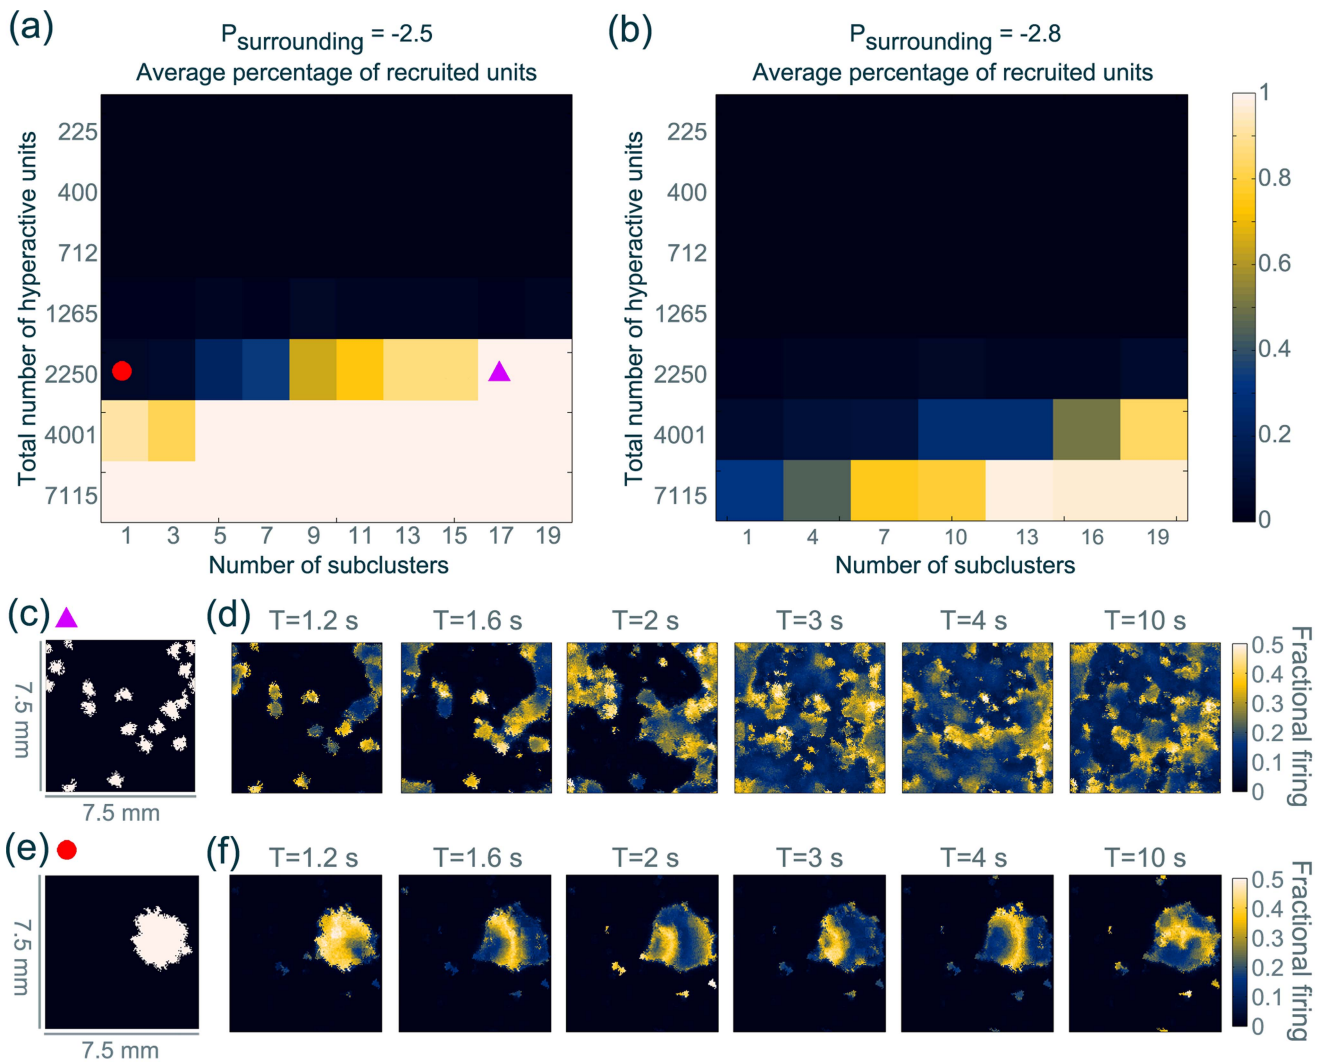 (a)
P_surrounding = -2.5
Average percentage of recruited units
Total number of hyperactive units
225
400
712
1265
2250
4001
7115
1 3 5 7 9 11 13 15 17 19
Number of subclusters
(b)
P_surrounding = -2.8
Average percentage of recruited units
Total number of hyperactive units
225
400
712
1265
2250
4001
7115
1 4 7 10 13 16 19
Number of subclusters
1
0.8
0.6
0.4
0.2
0
(c)
7.5 mm
7.5 mm
(d)
T=1.2 s T=1.6 s T=2 s T=3 s T=4 s T=10 s
0.5
0.4
0.3
0.2
0.1
0
Fractional firing
(e)
7.5 mm
7.5 mm
(f)
T=1.2 s T=1.6 s T=2 s T=3 s T=4 s T=10 s
0.5
0.4
0.3
0.2
0.1
0
Fractional firing